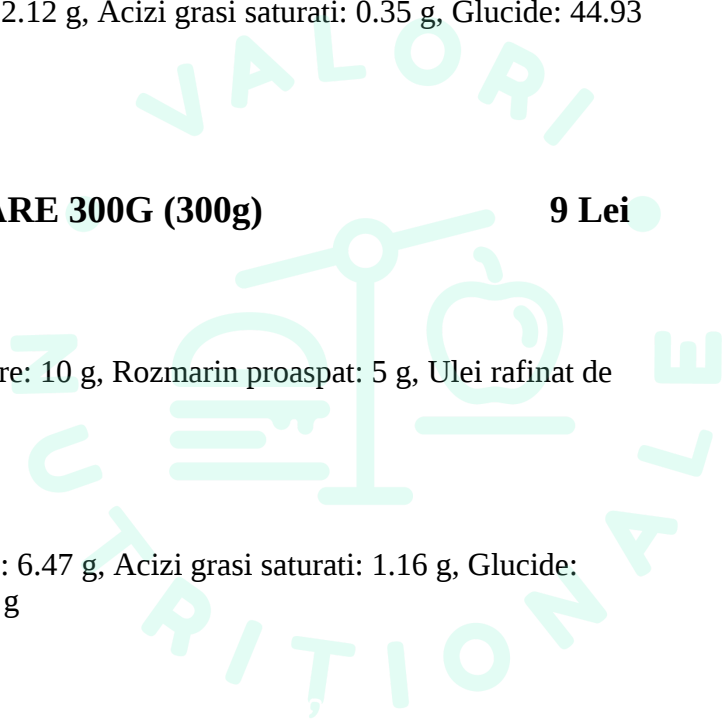 2.12 g, Acizi grasi saturati: 0.35 g, Glucide: 44.93
ARE 300G (300g) 9 Lei
re: 10 g, Rozmarin proaspat: 5 g, Ulei rafinat de
: 6.47 g, Acizi grasi saturati: 1.16 g, Glucide:
g
VALORI
NUTRIȚIONALE